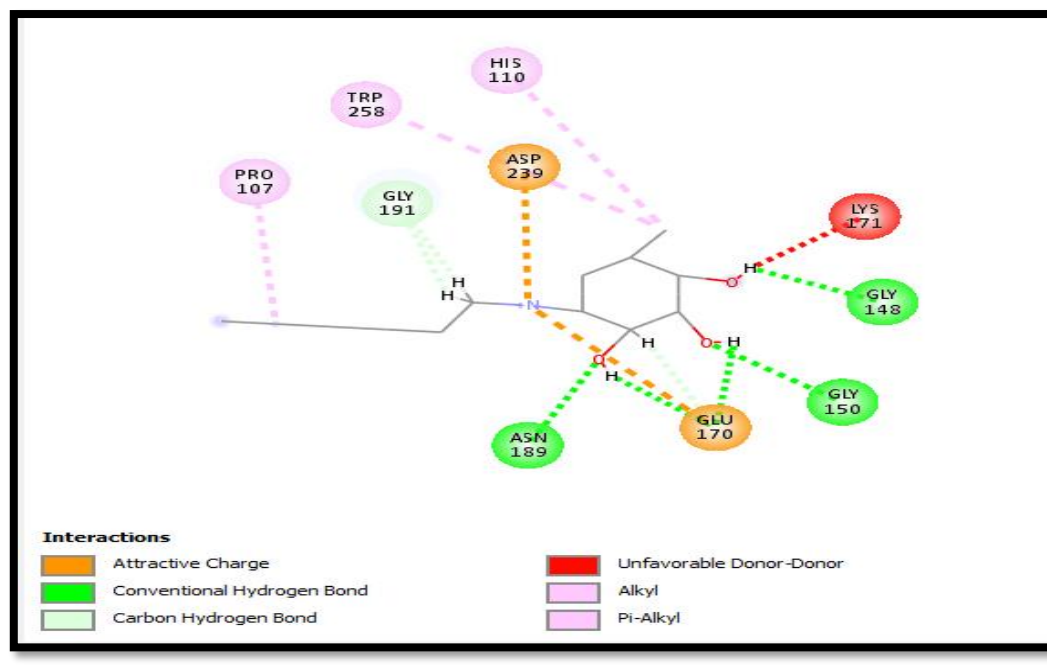 HIS
110
TRP
258
ASP
239
PRO
107
GLY
191
LYS
171
H
H
H
O
GLY
148
N
O
H
H
O
H
GLY
150
GLU
170
ASN
189
Interactions
Attractive Charge
Conventional Hydrogen Bond
Carbon Hydrogen Bond
Unfavorable Donor-Donor
Alkyl
Pi-Alkyl